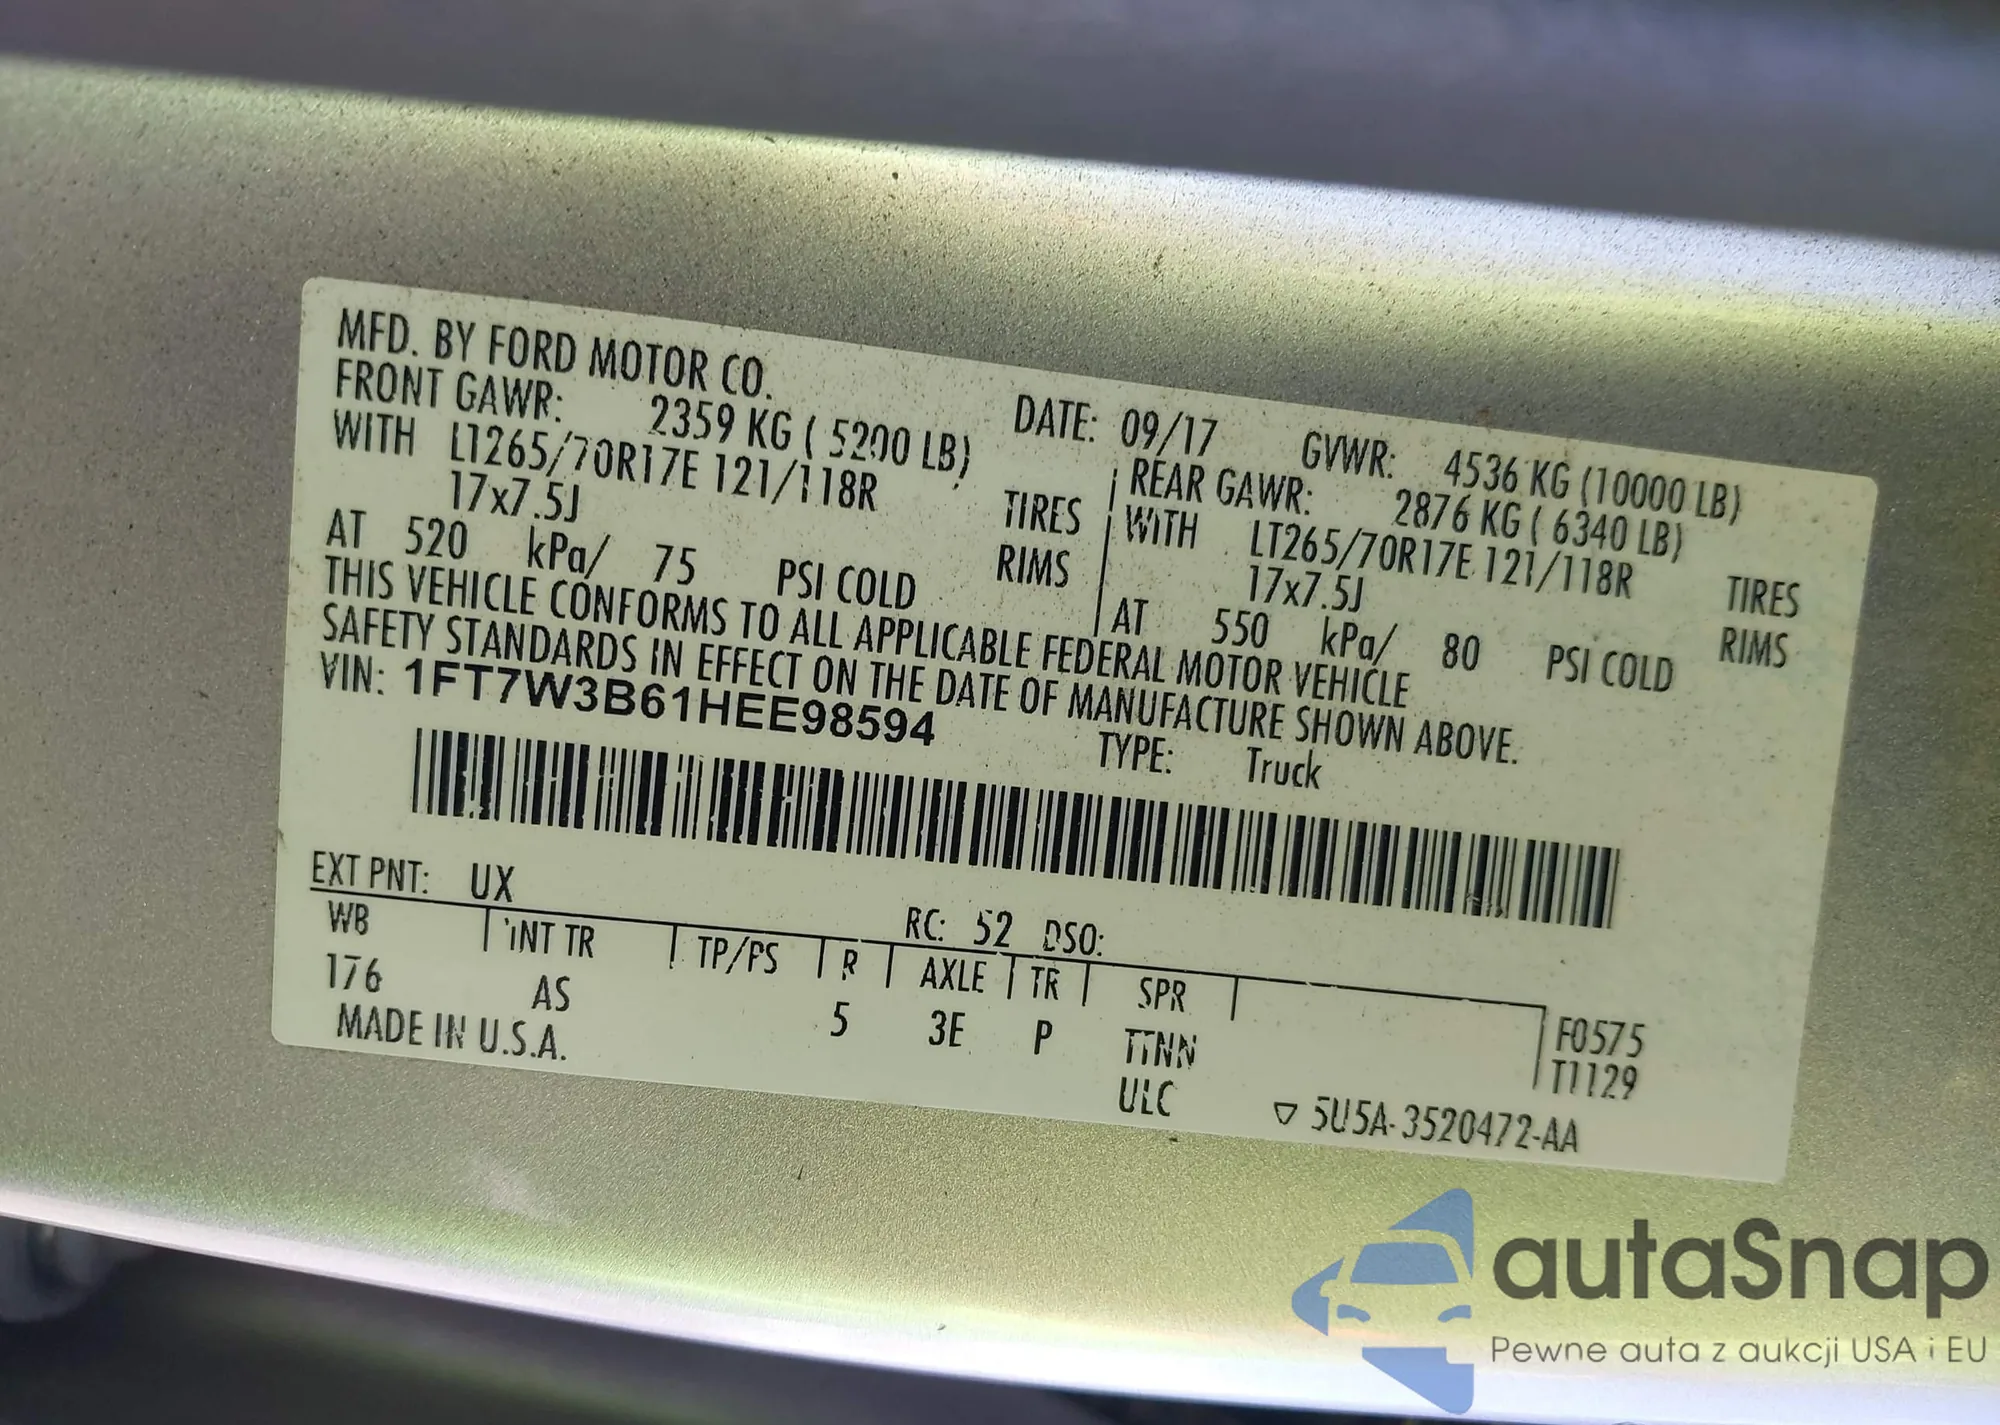 MFD. BY FORD MOTOR CO.
DATE: 09/17 GVWR: 4536 KG (10000 LB)
FRONT GAWR: 2359 KG ( 5200 LB)
REAR GAWR: 2876 KG ( 6340 LB)
WITH LT265/70R17E 121/118R TIRES
WITH LT265/70R17E 121/118R TIRES
17x7.5J RIMS
17x7.5J RIMS
AT 520 kPa/ 75 PSI COLD
AT 550 kPa/ 80 PSI COLD
THIS VEHICLE CONFORMS TO ALL APPLICABLE FEDERAL MOTOR VEHICLE
SAFETY STANDARDS IN EFFECT ON THE DATE OF MANUFACTURE SHOWN ABOVE.
VIN: 1FT7W3B61HEE98594
TYPE: Truck
EXT PNT: UX RC: 52 DSO:
WB INT TR TP/PS R AXLE TR SPR
176 AS 5 3E P TTNN
F0575
T1129
MADE IN U.S.A. ULC
▽ 5U5A-3520472-AA
autaSnap
Pewne auta z aukcji USA i EU